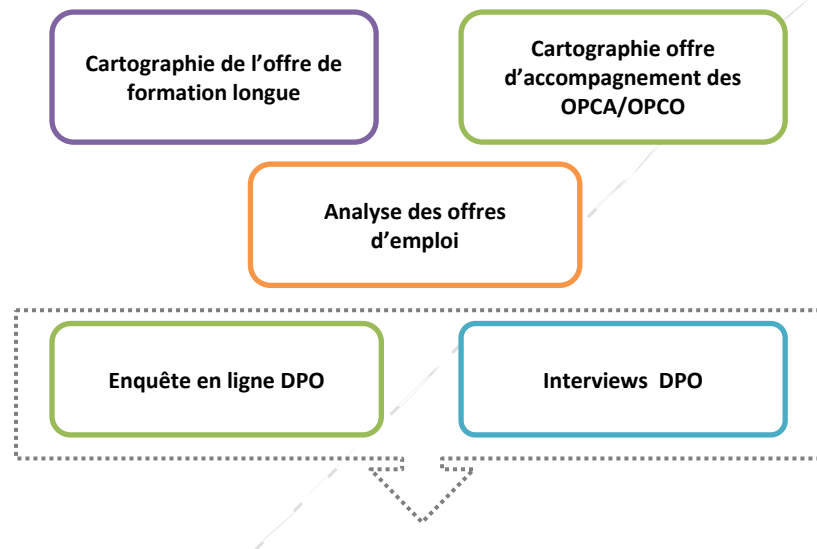 Cartographie de l’offre de
formation longue
Cartographie offre
d’accompagnement des
OPCA/OPCO
Analyse des offres
d’emploi
Enquête en ligne DPO
Interviews  DPO